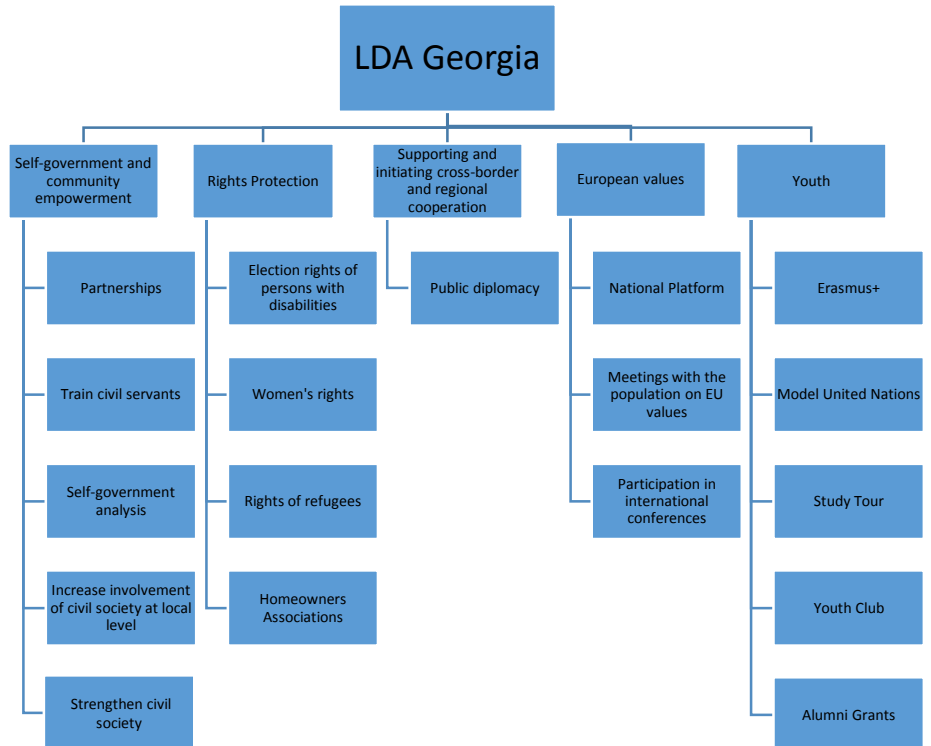 LDA Georgia
Self-government and
community
empowerment
Rights Protection
Supporting and
initiating cross-border
and regional
cooperation
European values
Youth
Partnerships
Train civil servants
Self-government
analysis
Increase involvement
of civil society at local
level
Strengthen civil
society
Election rights of
persons with
disabilities
Women's rights
Rights of refugees
Homeowners
Associations
Public diplomacy
National Platform
Meetings with the
population on EU
values
Participation in
international
conferences
Erasmus+
Model United Nations
Study Tour
Youth Club
Alumni Grants